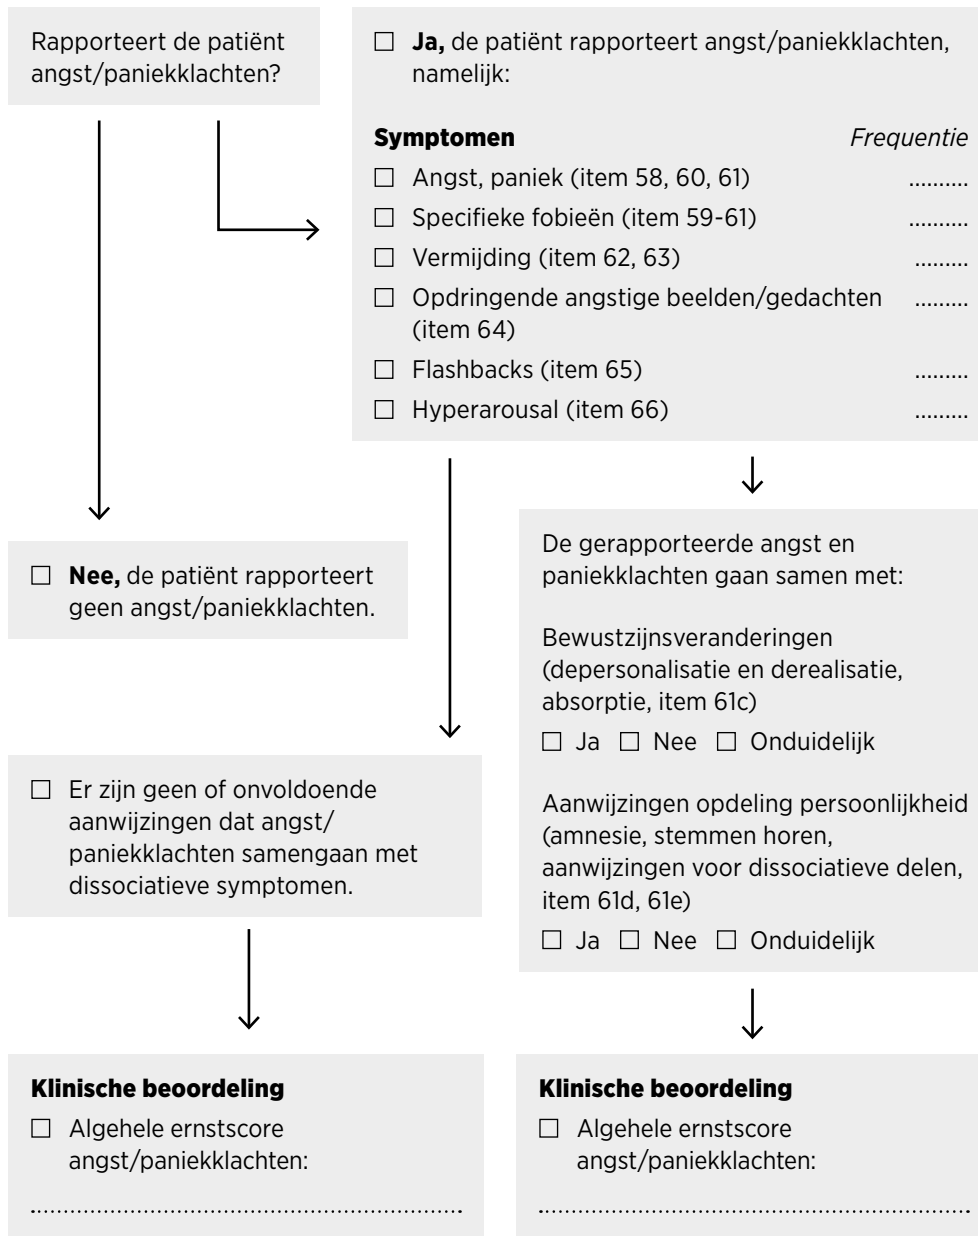 Rapporteert de patiënt
angst/paniekklachten?
☐ Ja, de patiënt rapporteert angst/paniekklachten,
namelijk:
Symptomen Frequentie
☐ Angst, paniek (item 58, 60, 61) ..........
☐ Specifieke fobieën (item 59-61) ..........
☐ Vermijding (item 62, 63) .........
☐ Opdringende angstige beelden/gedachten .........
(item 64)
☐ Flashbacks (item 65) .........
☐ Hyperarousal (item 66) .........
☐ Nee, de patiënt rapporteert
geen angst/paniekklachten.
De gerapporteerde angst en
paniekklachten gaan samen met:
Bewustzijnsveranderingen
(depersonalisatie en derealisatie,
absorptie, item 61c)
☐ Ja ☐ Nee ☐ Onduidelijk
Aanwijzingen opdeling persoonlijkheid
(amnesie, stemmen horen,
aanwijzingen voor dissociatieve delen,
item 61d, 61e)
☐ Ja ☐ Nee ☐ Onduidelijk
☐ Er zijn geen of onvoldoende
aanwijzingen dat angst/
paniekklachten samengaan met
dissociatieve symptomen.
Klinische beoordeling
☐ Algehele ernstscore
angst/paniekklachten:
........................................................................
Klinische beoordeling
☐ Algehele ernstscore
angst/paniekklachten:
........................................................................